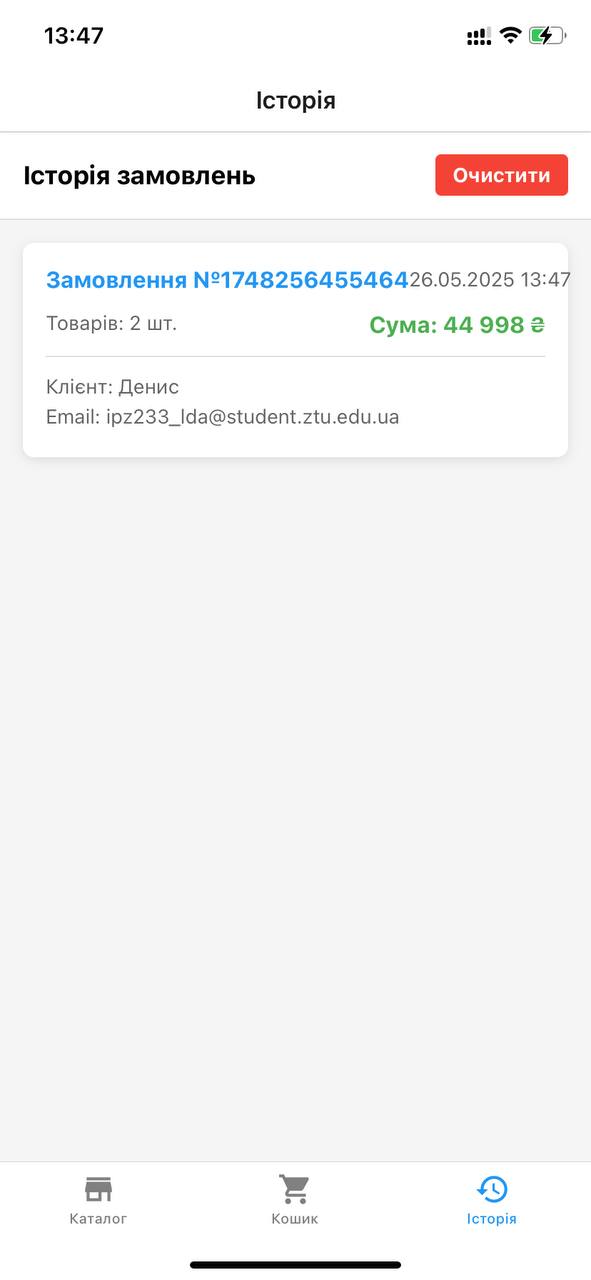 13:47
Історія
Історія замовлень
Очистити
Замовлення №1748256455464 26.05.2025 13:47
Товарів: 2 шт.
Сума: 44 998 ₴
Клієнт: Денис
Email: ipz233_lda@student.ztu.edu.ua
Каталог
Кошик
Історія